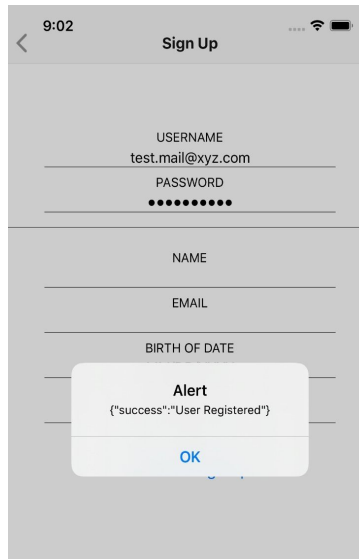 9:02
Sign Up
USERNAME
test.mail@xyz.com
PASSWORD
●●●●●●●●●●
NAME
EMAIL
BIRTH OF DATE
Alert
{"success":"User Registered"}
OK